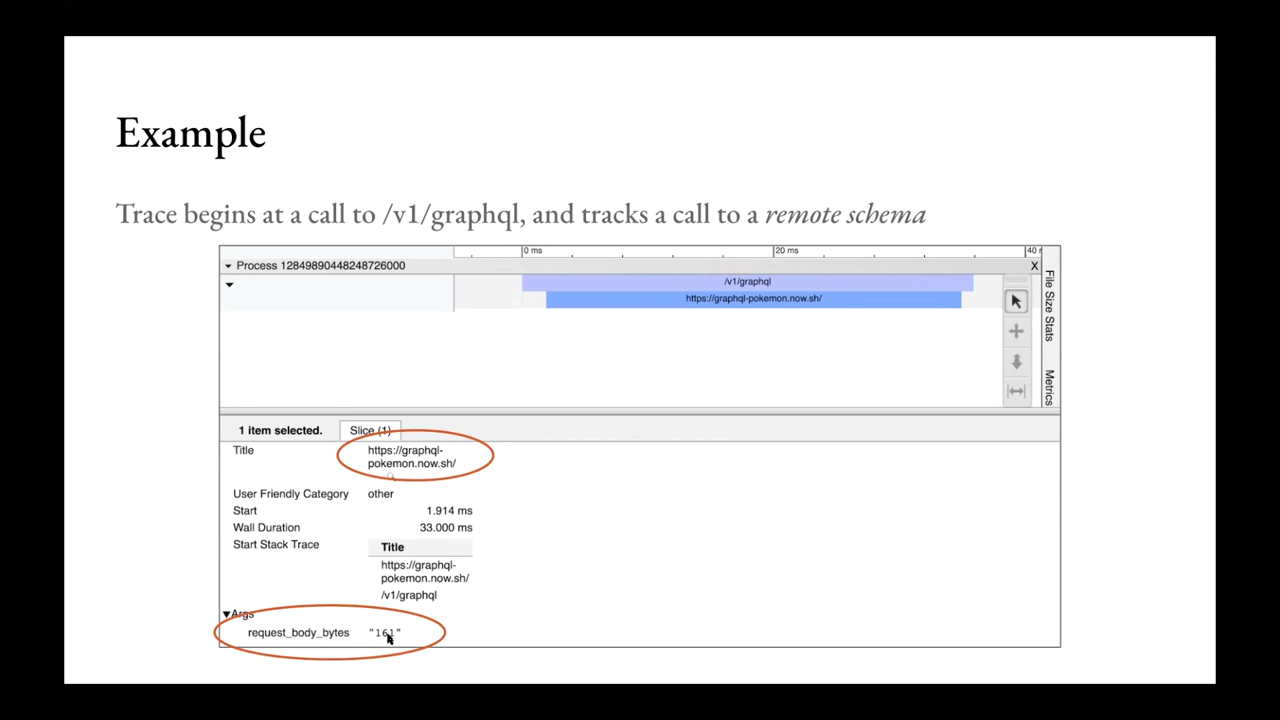 Example
Trace begins at a call to /v1/graphql, and tracks a call to a remote schema
0 ms
20 ms
Process 12849890448248726000
X
/v1/graphql
https://graphql-pokemon.now.sh/
File Size Stats
Metrics
1 item selected.
Slice (1)
Title
https://graphql-
pokemon.now.sh/
User Friendly Category other
Start 1.914 ms
Wall Duration 33.000 ms
Start Stack Trace
Title
https://graphql-
pokemon.now.sh/
/v1/graphql
Args
request_body_bytes "161"